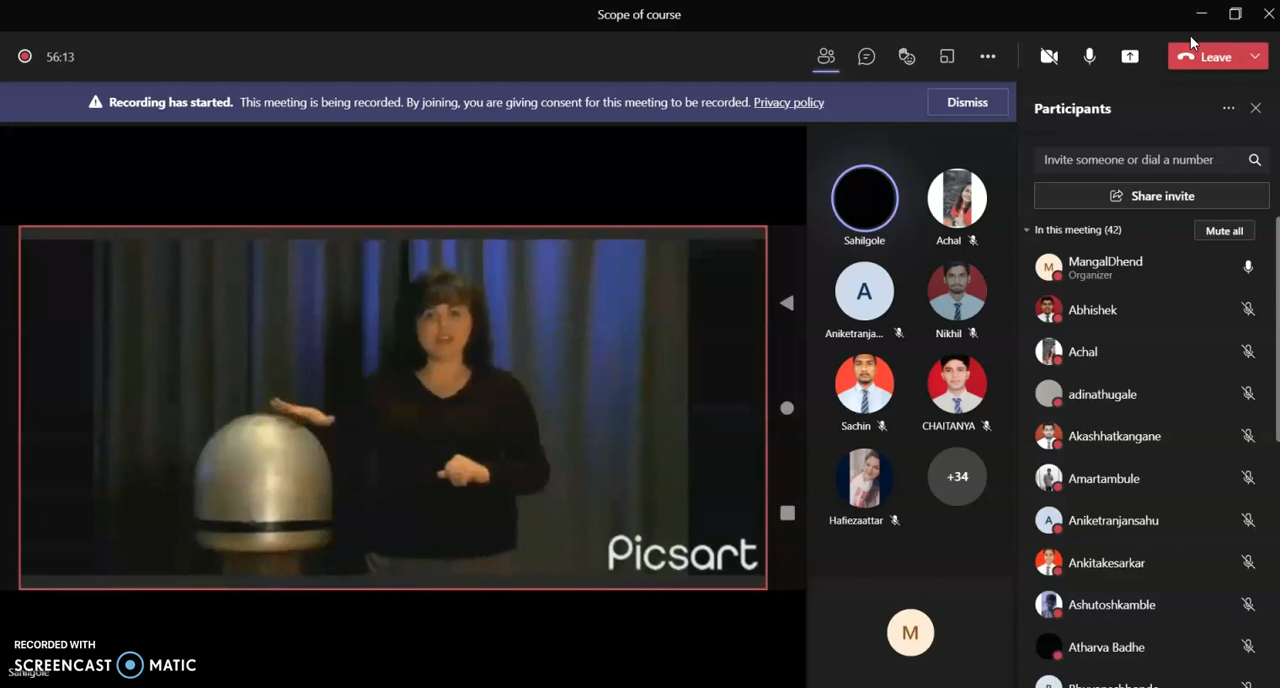 Scope of course
56:13
Leave
Recording has started. This meeting is being recorded. By joining, you are giving consent for this meeting to be recorded. Privacy policy
Dismiss
Participants
Invite someone or dial a number
Share invite
In this meeting (42)
Mute all
Sahilgole
Achal
A
Aniketranja...
Nikhil
Sachin
CHAITANYA
Hafiezaattar
+34
M
M
MangalDhend
Organizer
Abhishek
Achal
adinathugale
Akashhatkangane
Amartambule
A
Aniketranjansahu
Ankitakesarkar
Ashutoshkamble
Atharva Badhe
Picsart
RECORDED WITH
SCREENCAST MATIC
Sahilgole